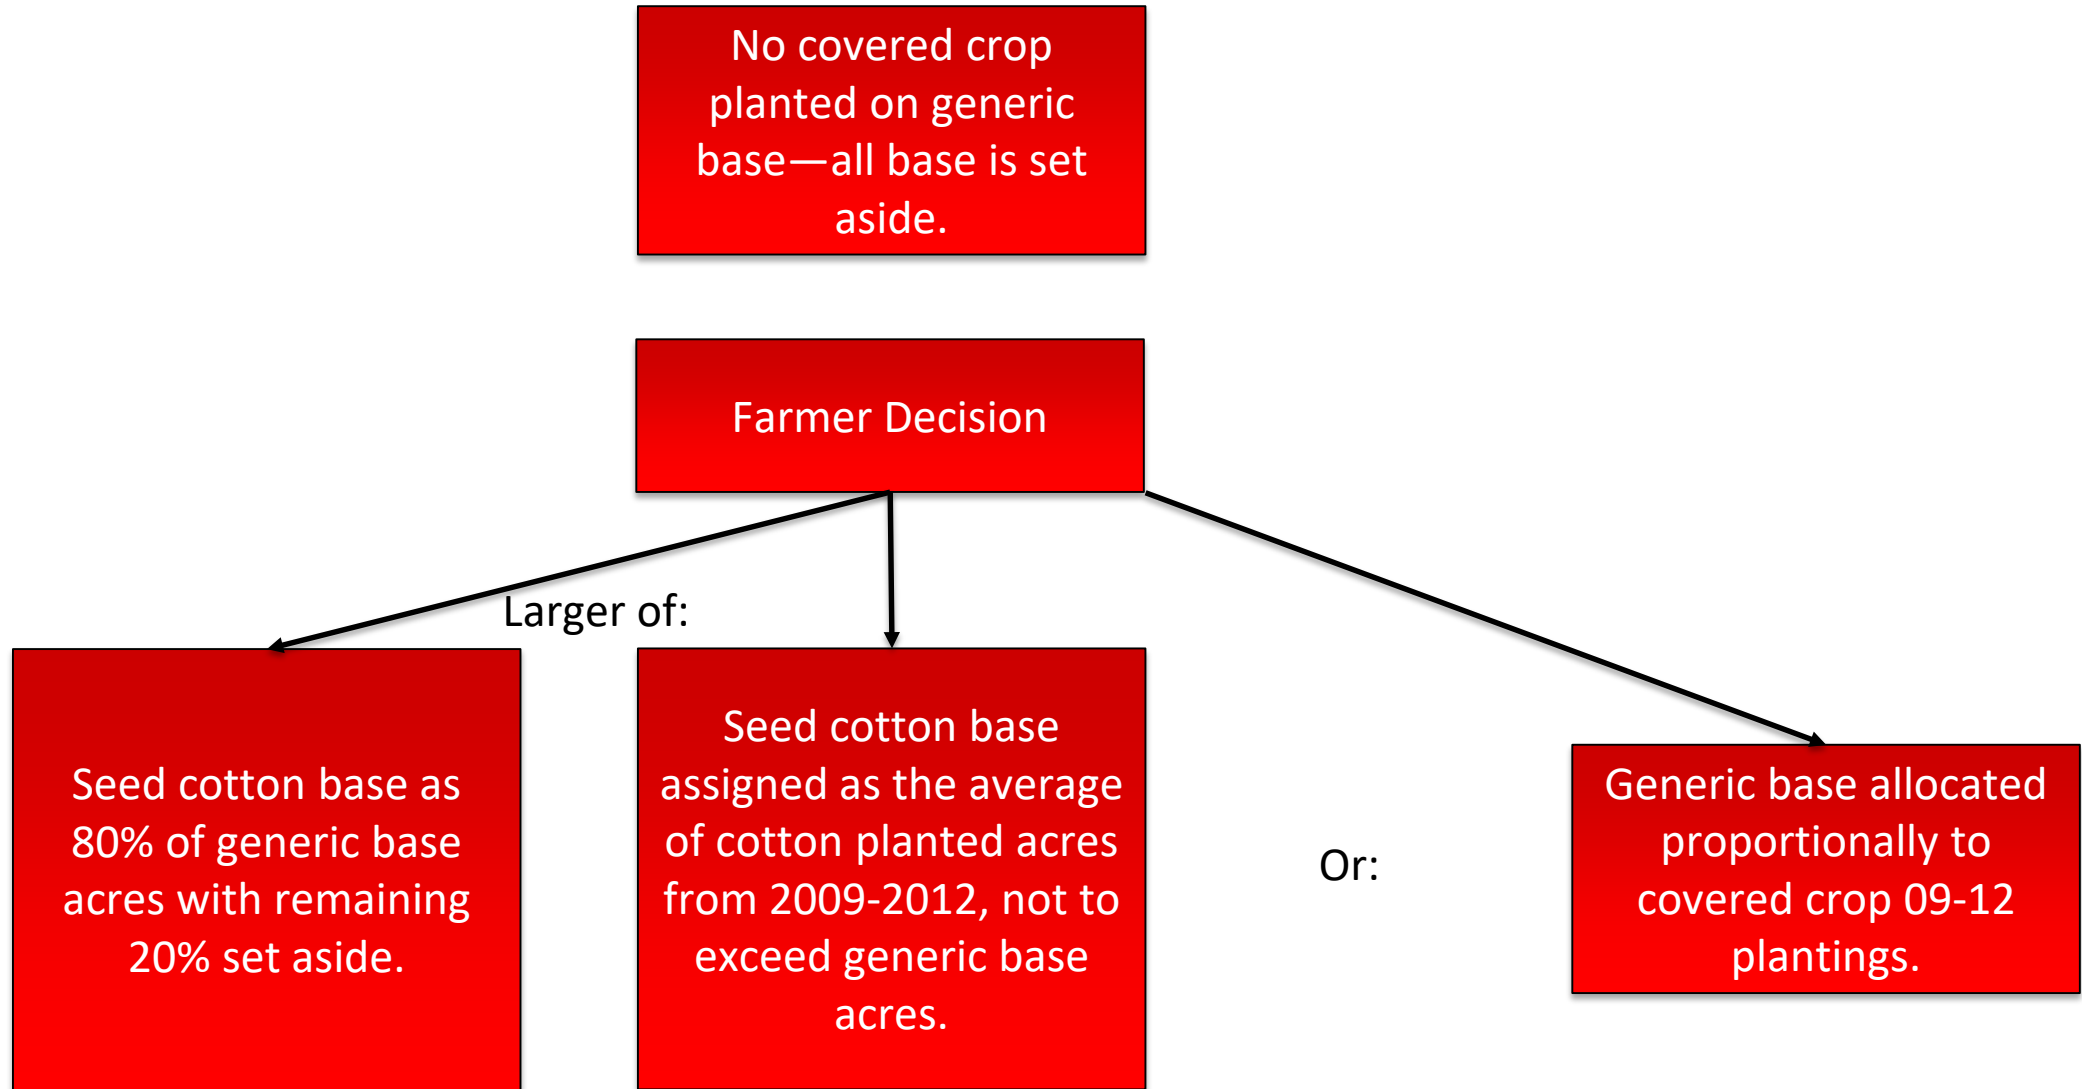 No covered crop
planted on generic
base—all base is set
aside.
Farmer Decision
Larger of:
Seed cotton base as
80% of generic base
acres with remaining
20% set aside.
Seed cotton base
assigned as the average
of cotton planted acres
from 2009-2012, not to
exceed generic base
acres.
Or:
Generic base allocated
proportionally to
covered crop 09-12
plantings.